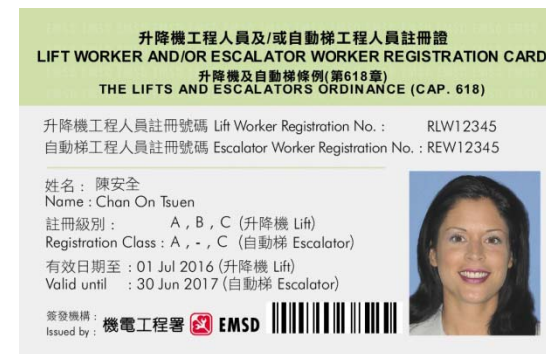 升降機工程人員及/或自動梯工程人員註冊證
LIFT WORKER AND/OR ESCALATOR WORKER REGISTRATION CARD
升降機及自動梯條例(第618章)
THE LIFTS AND ESCALATORS ORDINANCE (CAP. 618)
升降機工程人員註冊號碼 Lift Worker Registration No. : RLW12345
自動梯工程人員註冊號碼 Escalator Worker Registration No. : REW12345
姓名 : 陳安全
Name : Chan On Tsuen
註冊級別 : A , B , C (升降機 Lift)
Registration Class : A , - , C (自動梯 Escalator)
有效日期至 : 01 Jul 2016 (升降機 Lift)
Valid until : 30 Jun 2017 (自動梯 Escalator)
簽發機構 :
Issued by : 機電工程署 EMSD